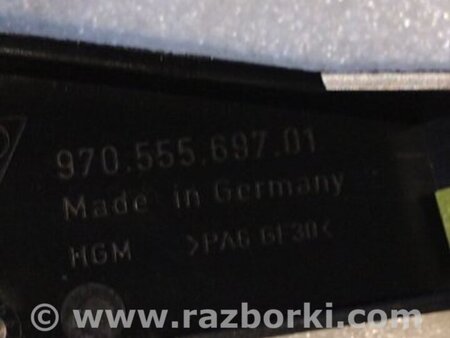 970.555.697.01
Made in Germany
HGM >PA6 GF30<
© www.razborki.com